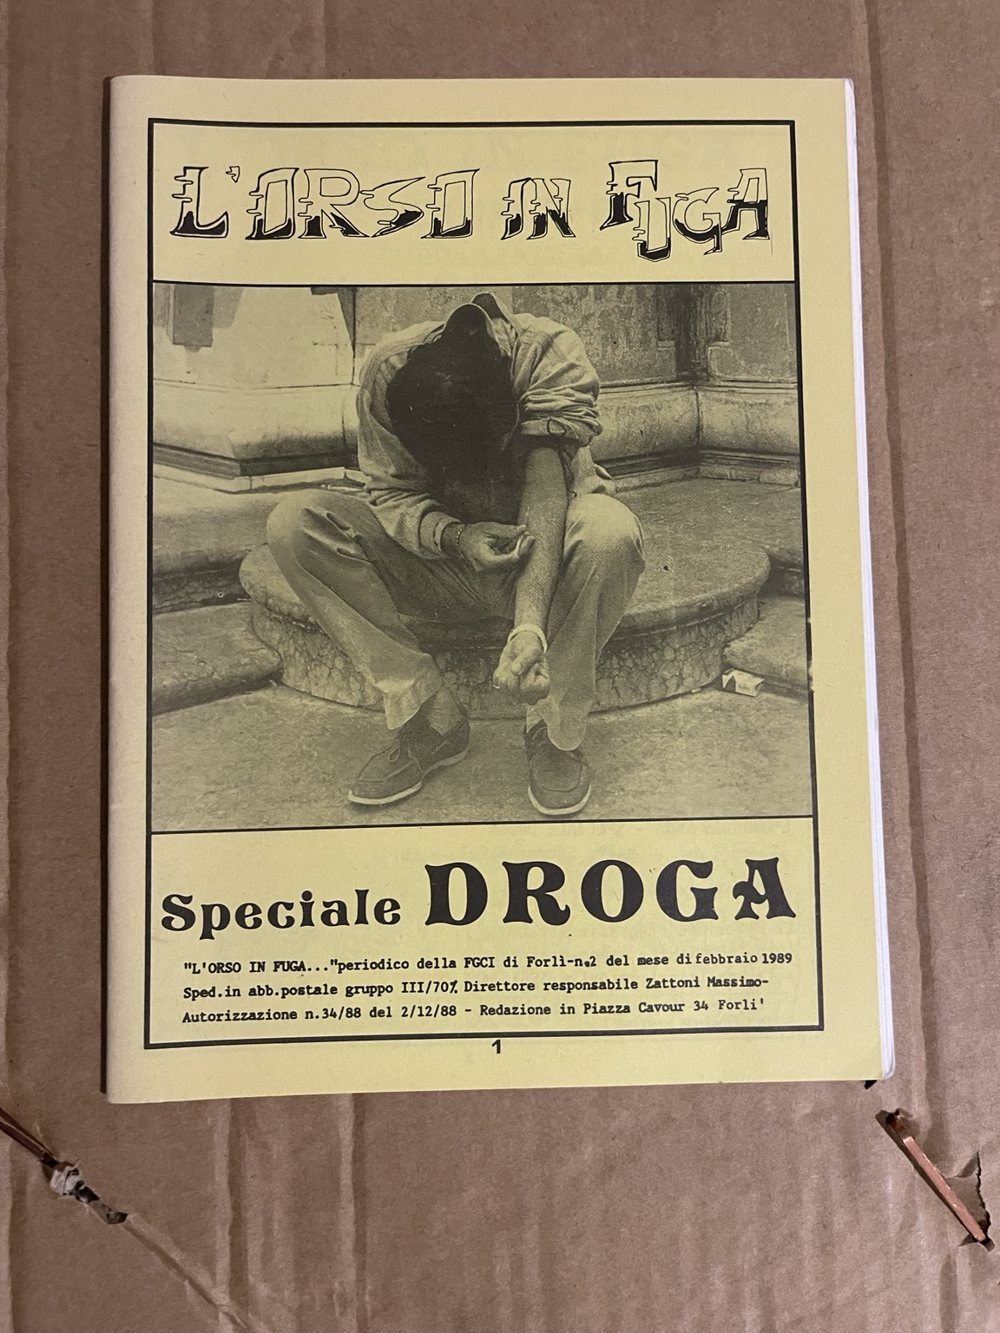 L'ORSO IN FUGA
Speciale DROGA
"L'ORSO IN FUGA..."periodico della FGCI di Forlì-n.2 del mese di febbraio 1989
Sped.in abb.postale gruppo III/70% Direttore responsabile Zattoni Massimo-
Autorizzazione n.34/88 del 2/12/88 - Redazione in Piazza Cavour 34 Forli'
1